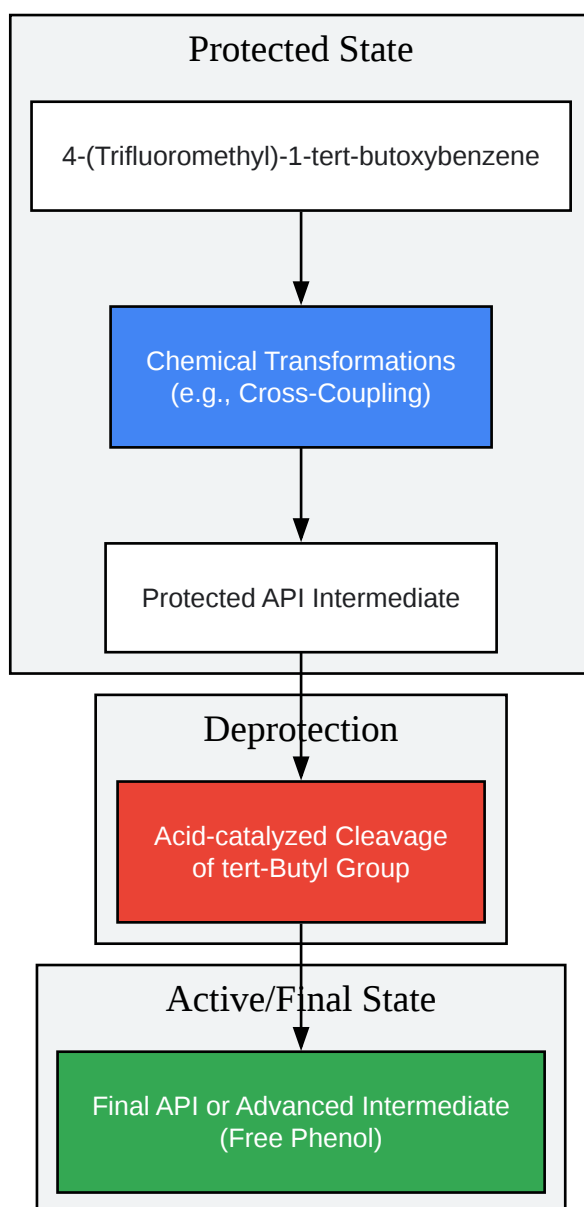 Protected State
4-(Trifluoromethyl)-1-tert-butoxybenzene
Chemical Transformations
(e.g., Cross-Coupling)
Protected API Intermediate
Deprotection
Acid-catalyzed Cleavage
of tert-Butyl Group
Active/Final State
Final API or Advanced Intermediate
(Free Phenol)